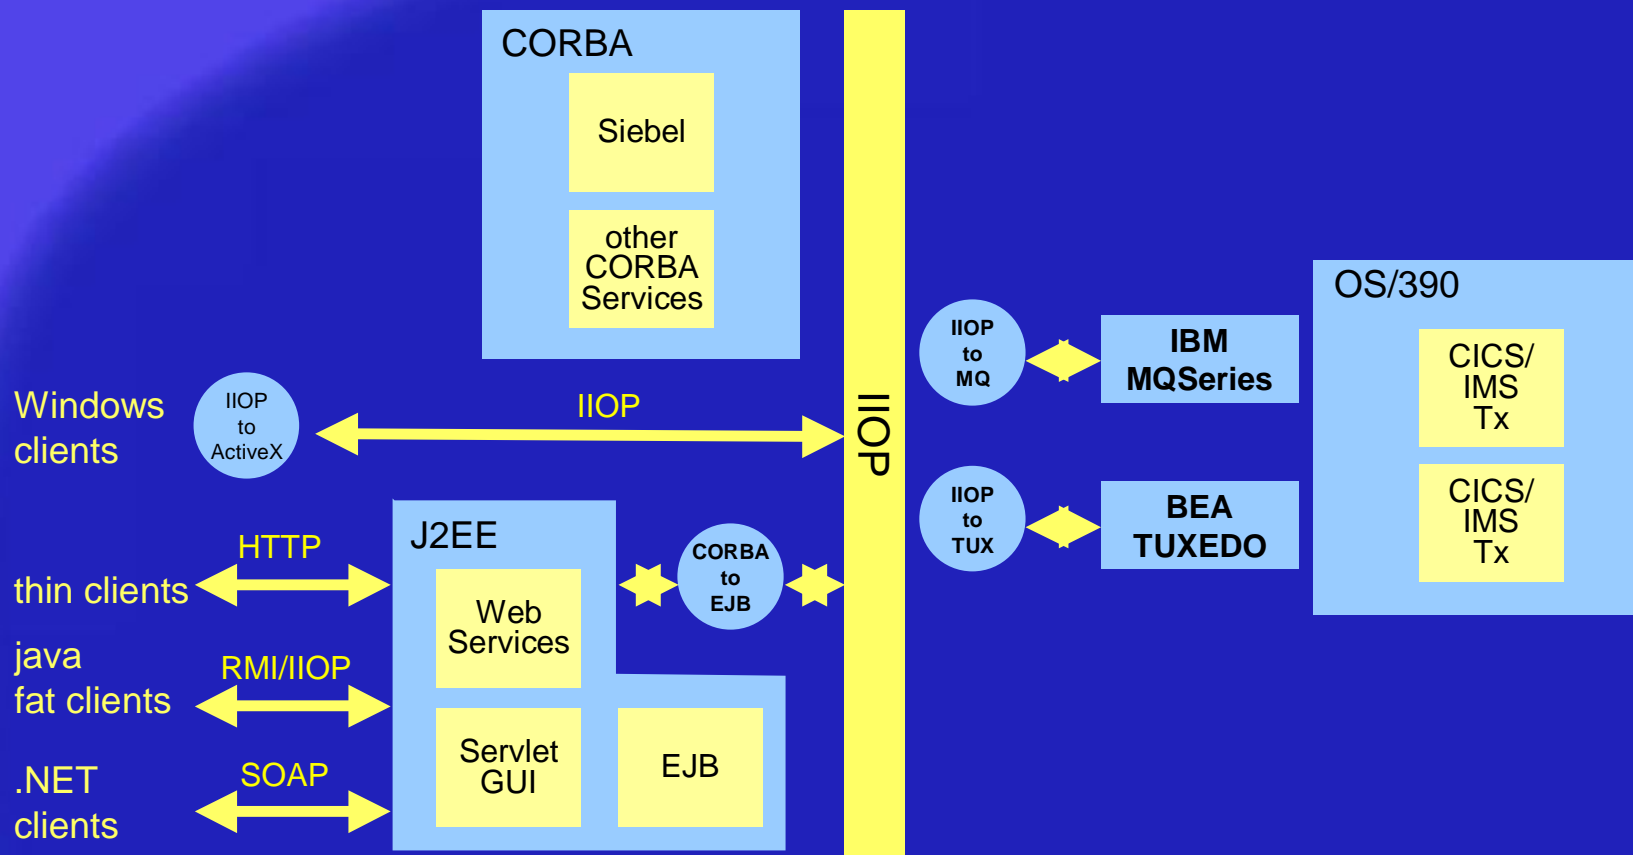 CORBA
Siebel
other
CORBA
Services
Windows
clients
IIOP
to
ActiveX
IIOP
J2EE
HTTP
thin clients
java
fat clients
RMI/IIOP
.NET
clients
SOAP
Web
Services
Servlet
GUI
EJB
CORBA
to
EJB
IIOP
IIOP
to
MQ
IBM
MQSeries
IIOP
to
TUX
BEA
TUXEDO
OS/390
CICS/
IMS
Tx
CICS/
IMS
Tx